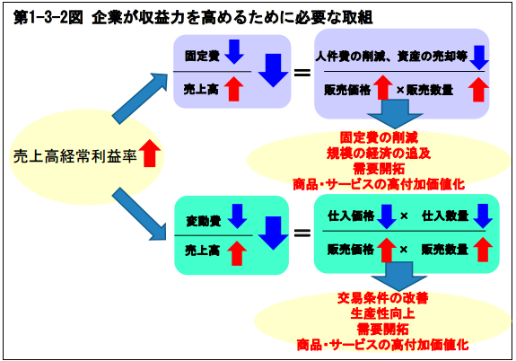 第1-3-2図 企業が収益力を高めるために必要な取組
固定費
売上高
=
人件費の削減、資産の売却等
販売価格 ×販売数量
固定費の削減
規模の経済の追及
需要開拓
商品・サービスの高付加価値化
売上高経常利益率
変動費
売上高
=
仕入価格 × 仕入数量
販売価格 × 販売数量
交易条件の改善
生産性向上
需要開拓
商品・サービスの高付加価値化